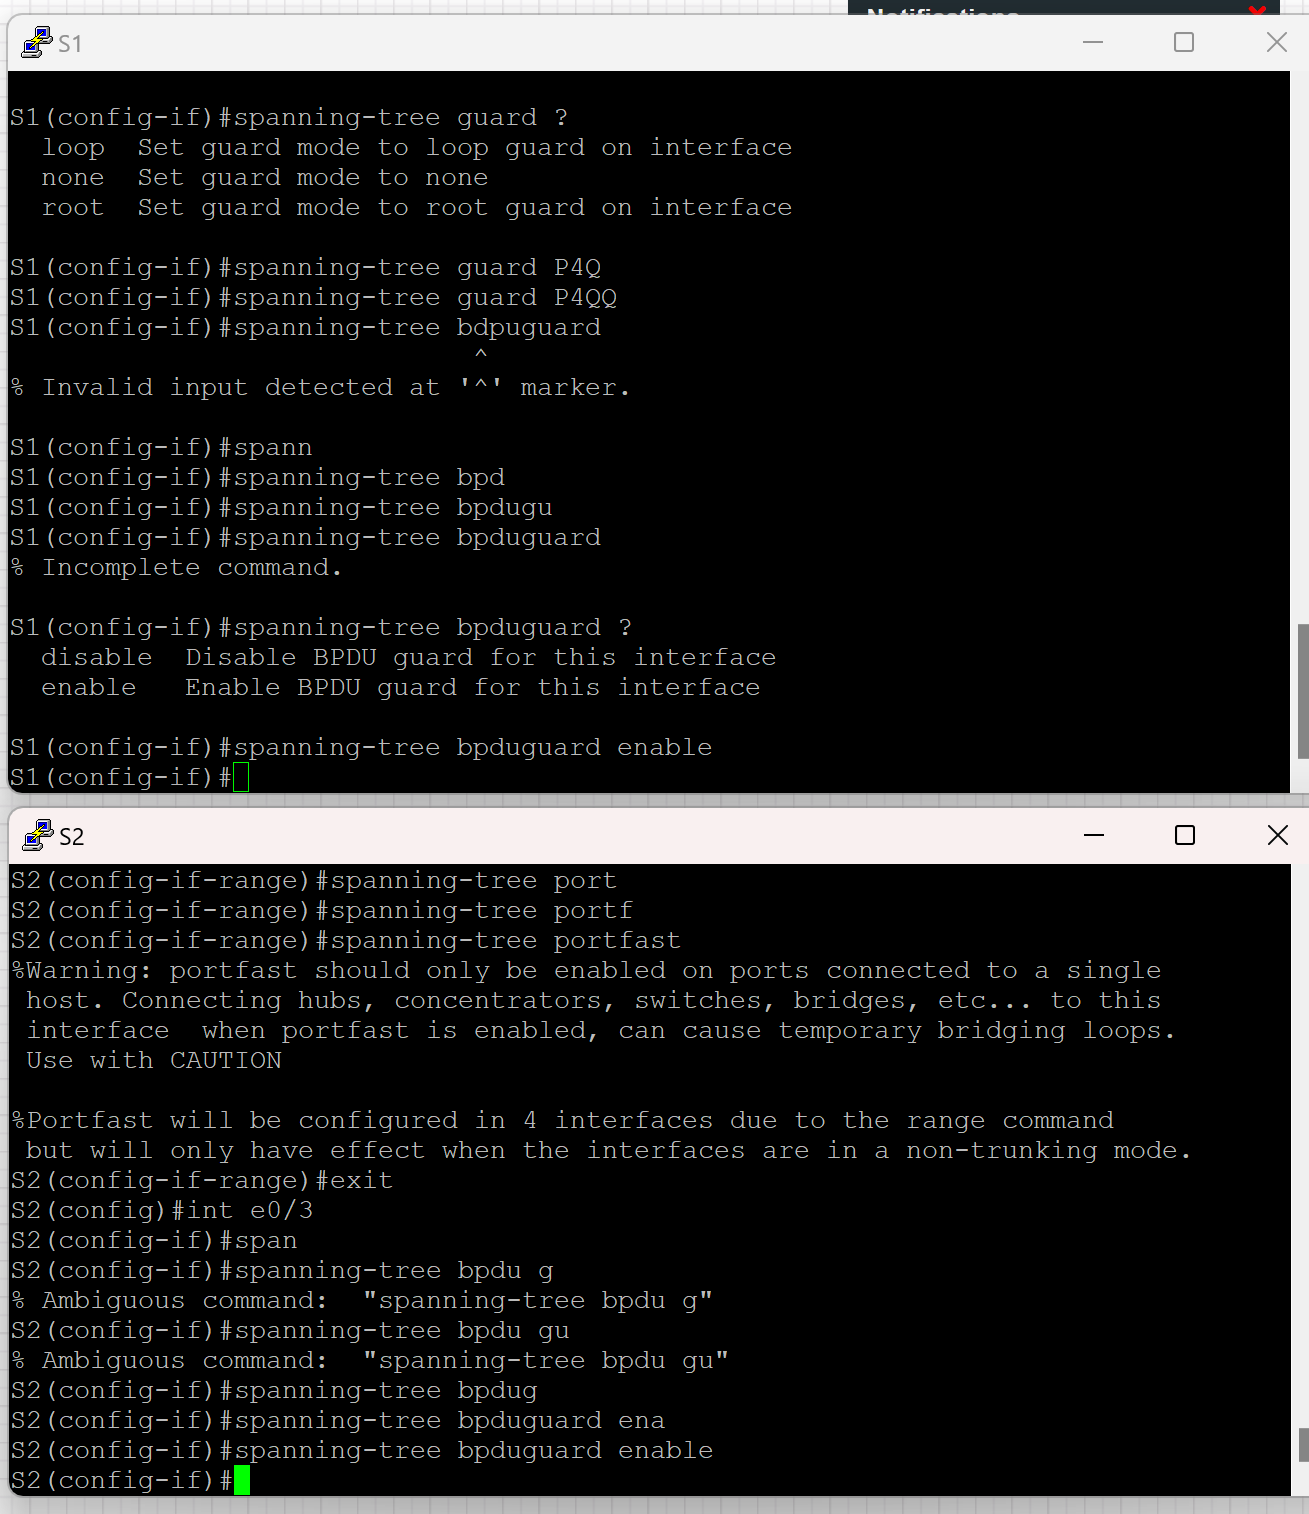 S1
S1(config-if)#spanning-tree guard ?
  loop  Set guard mode to loop guard on interface
  none  Set guard mode to none
  root  Set guard mode to root guard on interface
S1(config-if)#spanning-tree guard P4Q
S1(config-if)#spanning-tree guard P4QQ
S1(config-if)#spanning-tree bdpuguard
                             ^
% Invalid input detected at '^' marker.
S1(config-if)#spann
S1(config-if)#spanning-tree bpd
S1(config-if)#spanning-tree bpdugu
S1(config-if)#spanning-tree bpduguard
% Incomplete command.
S1(config-if)#spanning-tree bpduguard ?
  disable  Disable BPDU guard for this interface
  enable   Enable BPDU guard for this interface
S1(config-if)#spanning-tree bpduguard enable
S1(config-if)#
S2
S2(config-if-range)#spanning-tree port
S2(config-if-range)#spanning-tree portf
S2(config-if-range)#spanning-tree portfast
%Warning: portfast should only be enabled on ports connected to a single
 host. Connecting hubs, concentrators, switches, bridges, etc... to this
 interface  when portfast is enabled, can cause temporary bridging loops.
 Use with CAUTION
%Portfast will be configured in 4 interfaces due to the range command
 but will only have effect when the interfaces are in a non-trunking mode.
S2(config-if-range)#exit
S2(config)#int e0/3
S2(config-if)#span
S2(config-if)#spanning-tree bpdu g
% Ambiguous command:  "spanning-tree bpdu g"
S2(config-if)#spanning-tree bpdu gu
% Ambiguous command:  "spanning-tree bpdu gu"
S2(config-if)#spanning-tree bpdug
S2(config-if)#spanning-tree bpduguard ena
S2(config-if)#spanning-tree bpduguard enable
S2(config-if)#